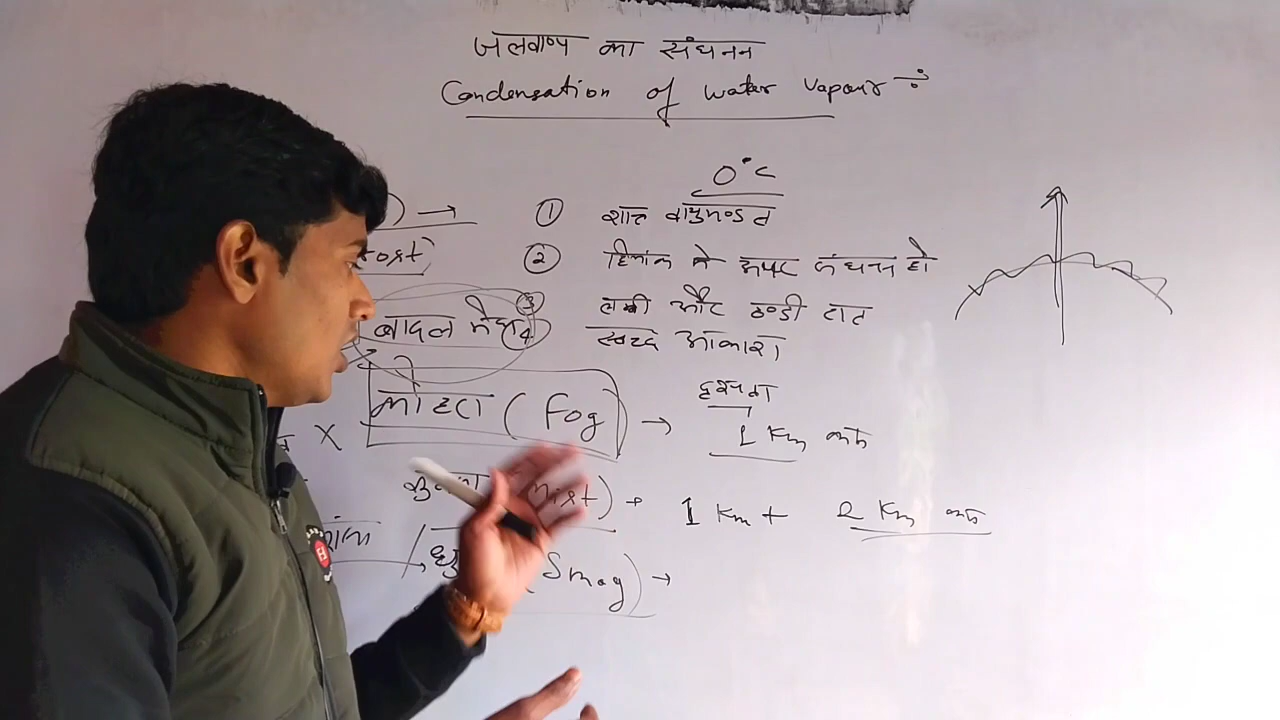 जलवाष्प का संघनन
Condensation of water Vapour ÷
0°C
→ ① शान्त वायुमण्डल
ost) ② हिमांक से ऊपर संघनन हो
③ लम्बी और ठण्डी रात
बादल ④ स्वच्छ आकाश।
दृश्यता
X कोहरा (Fog) → 1 Km तक
(mist) → 1 Km + 2 Km तक
(Smog) →